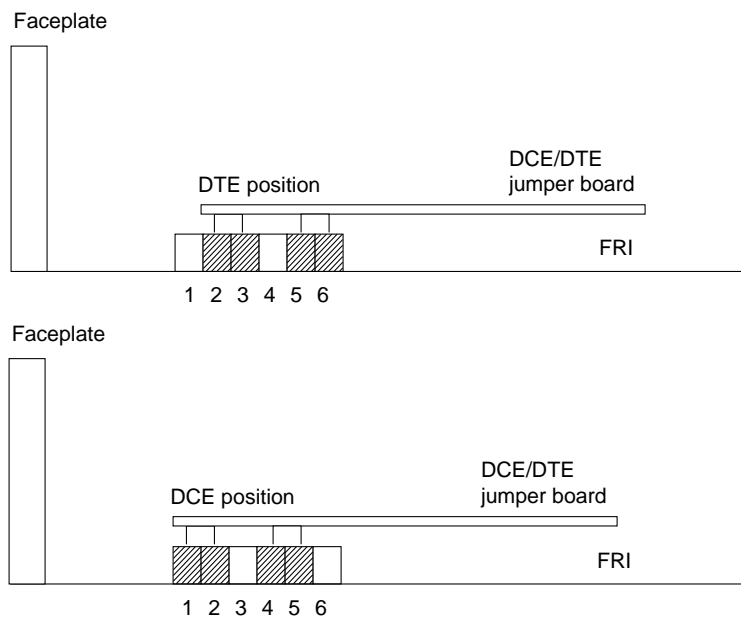 Faceplate
DCE/DTE
jumper board
DTE position
FRI
1 2 3 4 5 6
Faceplate
DCE/DTE
jumper board
DCE position
FRI
1 2 3 4 5 6